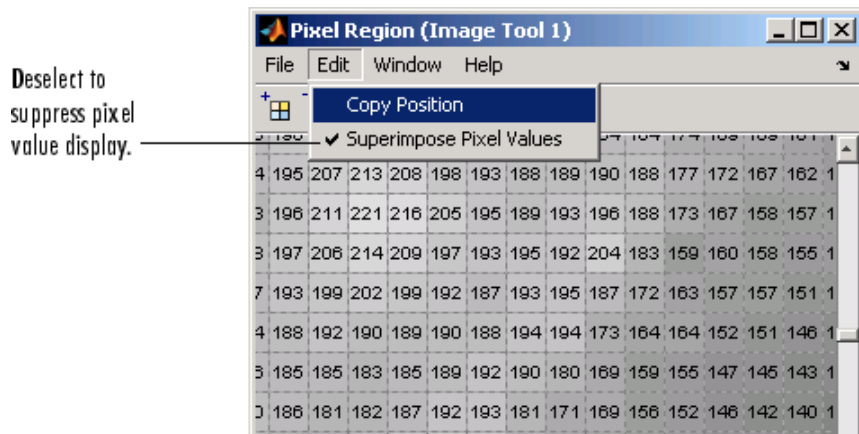 Pixel Region (Image Tool 1)
File Edit Window Help
Deselect to
suppress pixel
value display.
Copy Position
✔ Superimpose Pixel Values
195 207 213 208 198 193 188 189 190 188 177 172 167 162
196 211 221 216 205 195 189 193 196 188 173 167 158 157
197 206 214 209 197 193 195 192 204 183 159 160 158 155
193 199 202 199 192 187 193 195 187 172 163 157 157 151
188 192 190 189 190 188 194 194 173 164 164 152 151 146
185 185 183 185 189 192 190 180 169 159 155 147 145 143
186 181 182 187 192 193 181 171 169 156 152 146 142 140